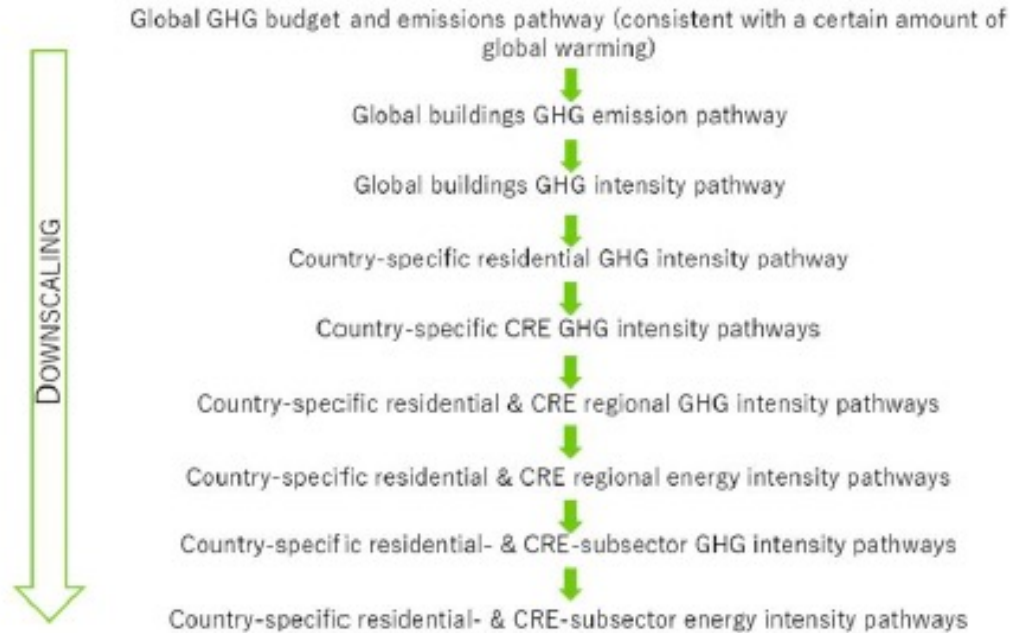 Global GHG budget and emissions pathway (consistent with a certain amount of
global warming)
Global buildings GHG emission pathway
Global buildings GHG intensity pathway
Country-specific residential GHG intensity pathway
Country-specific CRE GHG intensity pathways
Country-specific residential & CRE regional GHG intensity pathways
Country-specific residential & CRE regional energy intensity pathways
Country-specific residential- & CRE-subsector GHG intensity pathways
Country-specific residential- & CRE-subsector energy intensity pathways
DOWNSCALING